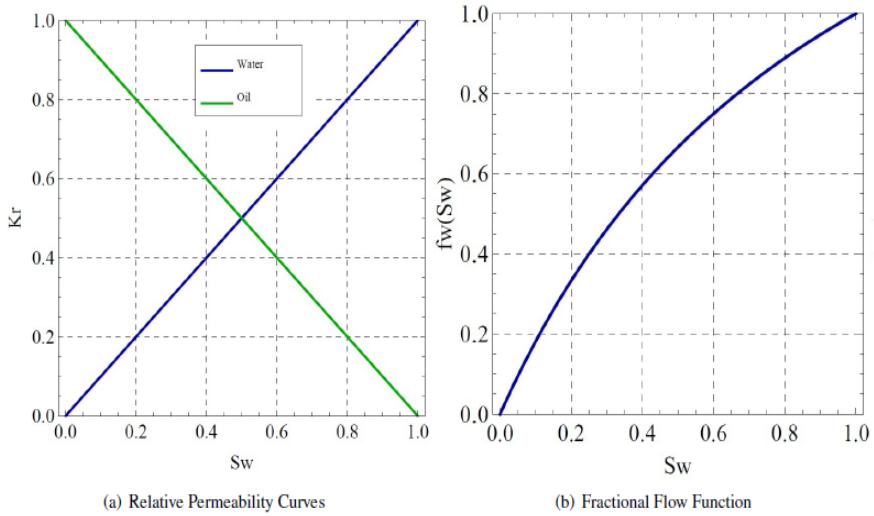 1.0
0.8
0.6
0.4
0.2
0.0
Kr
Water
Oil
0.0 0.2 0.4 0.6 0.8 1.0
Sw
(a) Relative Permeability Curves
1.0
0.8
0.6
0.4
0.2
0.0
fw(Sw)
0.0 0.2 0.4 0.6 0.8 1.0
Sw
(b) Fractional Flow Function